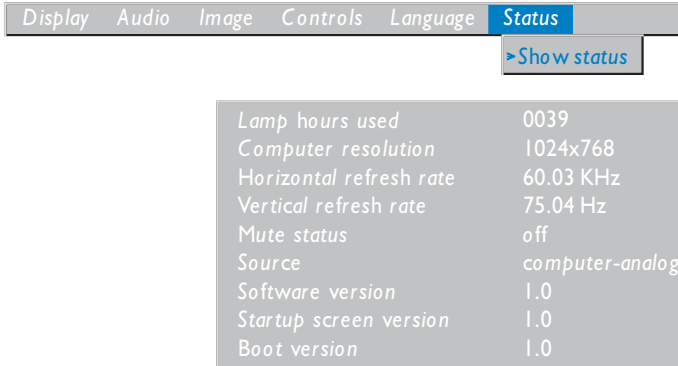 Display Audio Image Controls Language Status
➤Show status
Lamp hours used 0039
Computer resolution 1024x768
Horizontal refresh rate 60.03 KHz
Vertical refresh rate 75.04 Hz
Mute status off
Source computer-analog
Software version 1.0
Startup screen version 1.0
Boot version 1.0